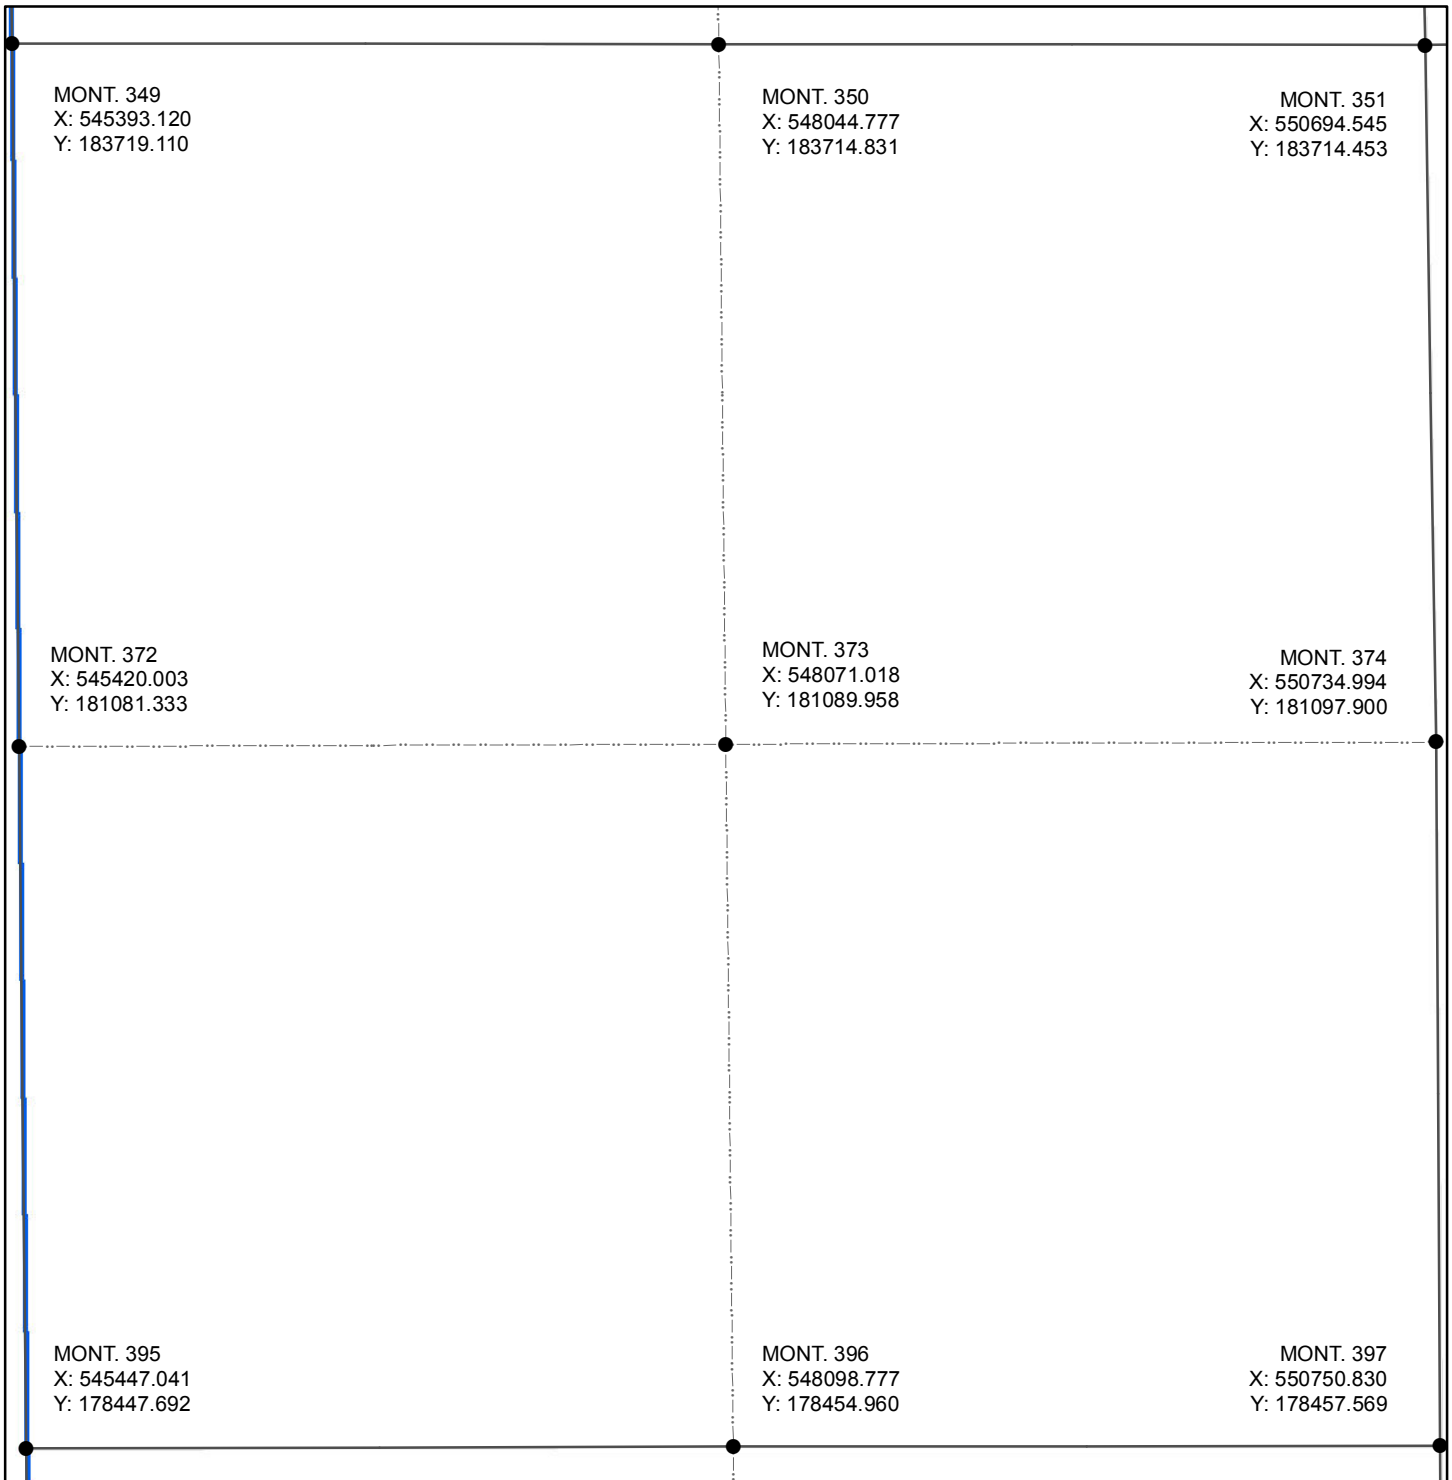 MONT. 349
X: 545393.120
Y: 183719.110
MONT. 350
X: 548044.777
Y: 183714.831
MONT. 351
X: 550694.545
Y: 183714.453
MONT. 372
X: 545420.003
Y: 181081.333
MONT. 373
X: 548071.018
Y: 181089.958
MONT. 374
X: 550734.994
Y: 181097.900
MONT. 395
X: 545447.041
Y: 178447.692
MONT. 396
X: 548098.777
Y: 178454.960
MONT. 397
X: 550750.830
Y: 178457.569